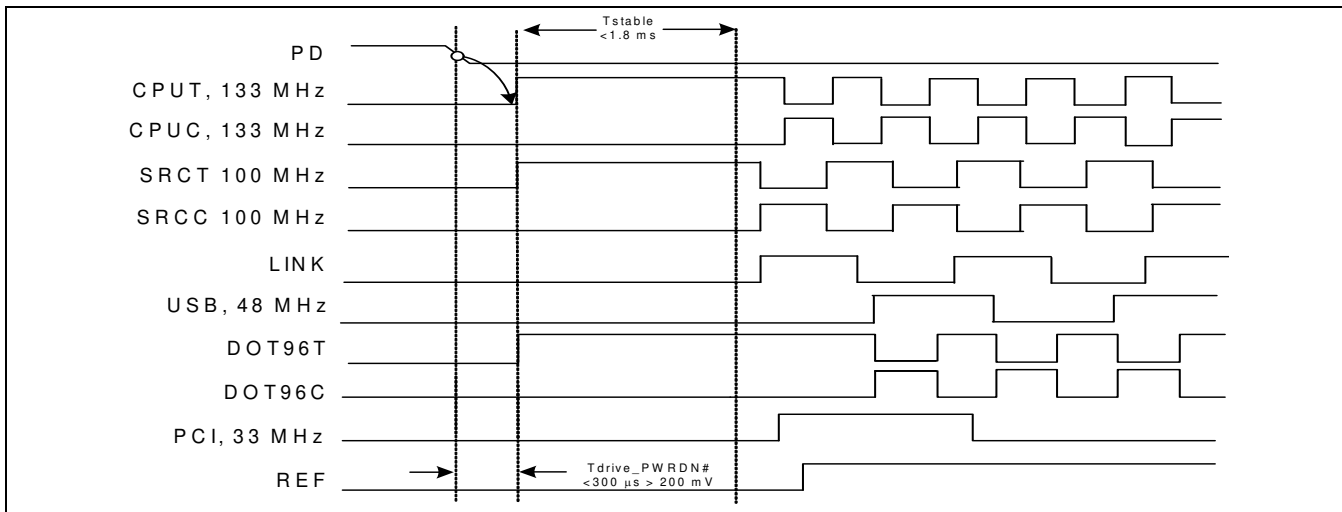 Tstable
<1.8 ms
PD
CPUT, 133 MHz
CPUC, 133 MHz
SRCT 100 MHz
SRCC 100 MHz
LINK
USB, 48 MHz
DOT96T
DOT96C
PCI, 33 MHz
REF
Tdrive_PWRDN#
<300 µs > 200 mV